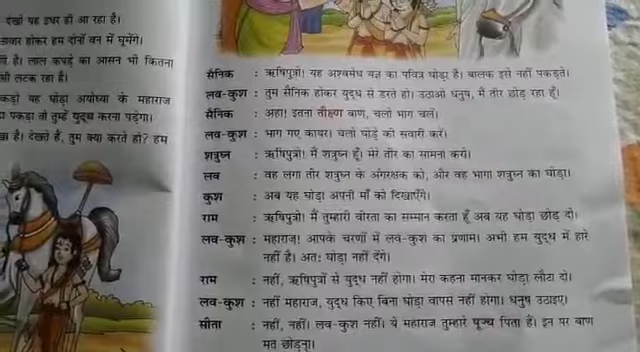 देखो यह इधर ही आ रहा है।
सवार होकर हम दोनों वन में घूमेंगे।
है। लाल कपड़े का आसन भी कितना
भी लटक रहा है।
कड़ो यह घोड़ा अयोध्या के महाराज
पकड़ा तो तुम्हें युद्ध करना पड़ेगा।
है। देखते हैं, तुम क्या करते हो? हम
सैनिक : ऋषिपुत्रो! यह अश्वमेध यज्ञ का पवित्र घोड़ा है। बालक इसे नहीं पकड़ते।
लव-कुश : तुम सैनिक होकर युद्ध से डरते हो। उठाओ धनुष, मैं तीर छोड़ रहा हूँ।
सैनिक : अहा! इतना तीक्ष्ण बाण, चलो भाग चलें।
लव-कुश : भाग गए कायर। चलो घोड़े की सवारी करें।
शत्रुघ्न : ऋषिपुत्रो! मैं शत्रुघ्न हूँ। मेरे तीर का सामना करो।
लव : वह लगा तीर शत्रुघ्न के अंगरक्षक को, और वह भागा शत्रुघ्न का घोड़ा।
कुश : अब यह घोड़ा अपनी माँ को दिखाएँगे।
राम : ऋषिपुत्रो! मैं तुम्हारी वीरता का सम्मान करता हूँ अब यह घोड़ा छोड़ दो।
लव-कुश : महाराज! आपके चरणों में लव-कुश का प्रणाम। अभी हम युद्ध में हारे
नहीं है। अतः घोड़ा नहीं देंगे।
राम : नहीं, ऋषिपुत्रों से युद्ध नहीं होगा। मेरा कहना मानकर घोड़ा लौटा दो।
लव-कुश : नहीं महाराज, युद्ध किए बिना घोड़ा वापस नहीं होगा। धनुष उठाइए।
सीता : नहीं, नहीं। लव-कुश नहीं। ये महाराज तुम्हारे पूज्य पिता हैं। इन पर बाण
मत छोड़ना।